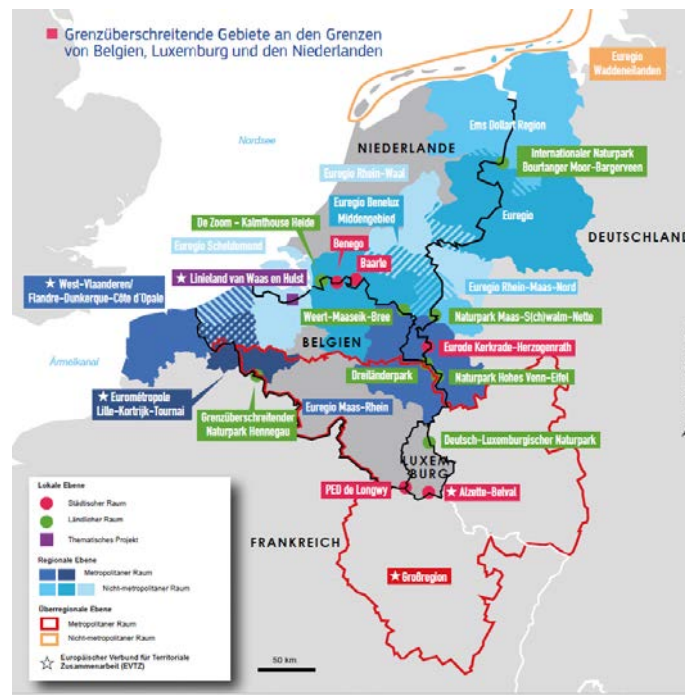 Grenzüberschreitende Gebiete an den Grenzen
von Belgien, Luxemburg und den Niederlanden
Euregio
Waddeneilanden
Nordsee
Ems Dollart Region
NIEDERLANDE
Internationaler Naturpark
Bourtanger Moor-Bargerveen
Euregio Rhein-Waal
De Zoom - Kalmthouse Heide
Euregio Benelux
Middengebied
Euregio
DEUTSCHLAND
Benego
Baarle
Euregio Scheldemond
West-Vlaanderen/
Flandre-Dunkerque-Côte d'Opale
Linieland van Waas en Hulst
Euregio Rhein-Maas-Nord
Weert-Maaseik-Bree
Naturpark Maas-S(ch)walm-Nette
BELGIEN
Eurode Kerkrade-Herzogenrath
Ärmelkanal
Dreiländerpark
Naturpark Hohes Venn-Eifel
Eurométropole
Lille-Kortrijk-Tournai
Grenzüberschreitender
Naturpark Hennegau
Euregio Maas-Rhein
Deutsch-Luxemburgischer Naturpark
LUXEM
BURG
PED de Longwy
Alzette-Belval
FRANKREICH
Großregion
Lokale Ebene
Städtischer Raum
Ländlicher Raum
Thematisches Projekt
Regionale Ebene
Metropolitaner Raum
Nicht-metropolitaner Raum
Überregionale Ebene
Metropolitaner Raum
Nicht-metropolitaner Raum
Europäischer Verbund für Territoriale
Zusammenarbeit (EVTZ)
50 km